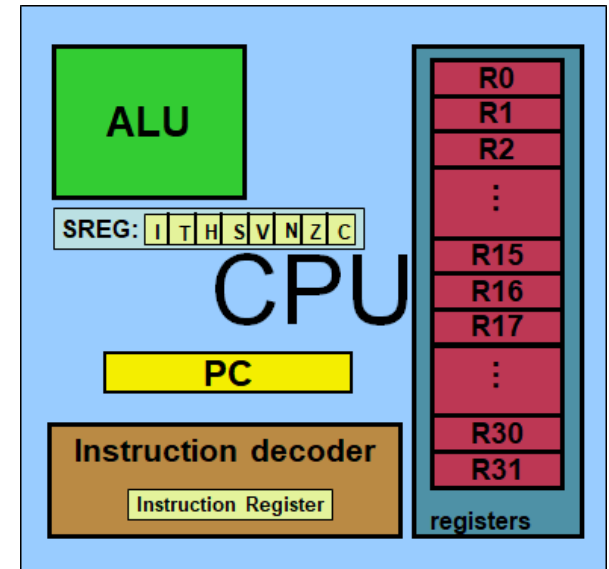 ALU
SREG: I T H S V N Z C
CPU
PC
Instruction decoder
Instruction Register
R0
R1
R2
⋮
R15
R16
R17
⋮
R30
R31
registers